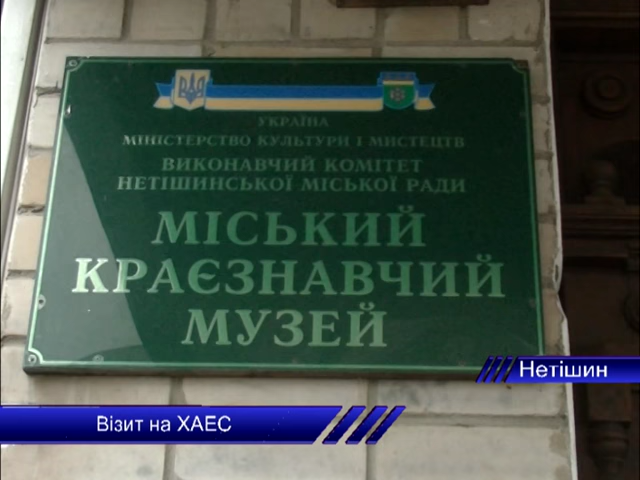 УКРАЇНА
МІНІСТЕРСТВО КУЛЬТУРИ І МИСТЕЦТВ
ВИКОНАВЧИЙ КОМІТЕТ
НЕТІШИНСЬКОЇ МІСЬКОЇ РАДИ
МІСЬКИЙ
КРАЄЗНАВЧИЙ
МУЗЕЙ
Нетішин
Візит на ХАЕС